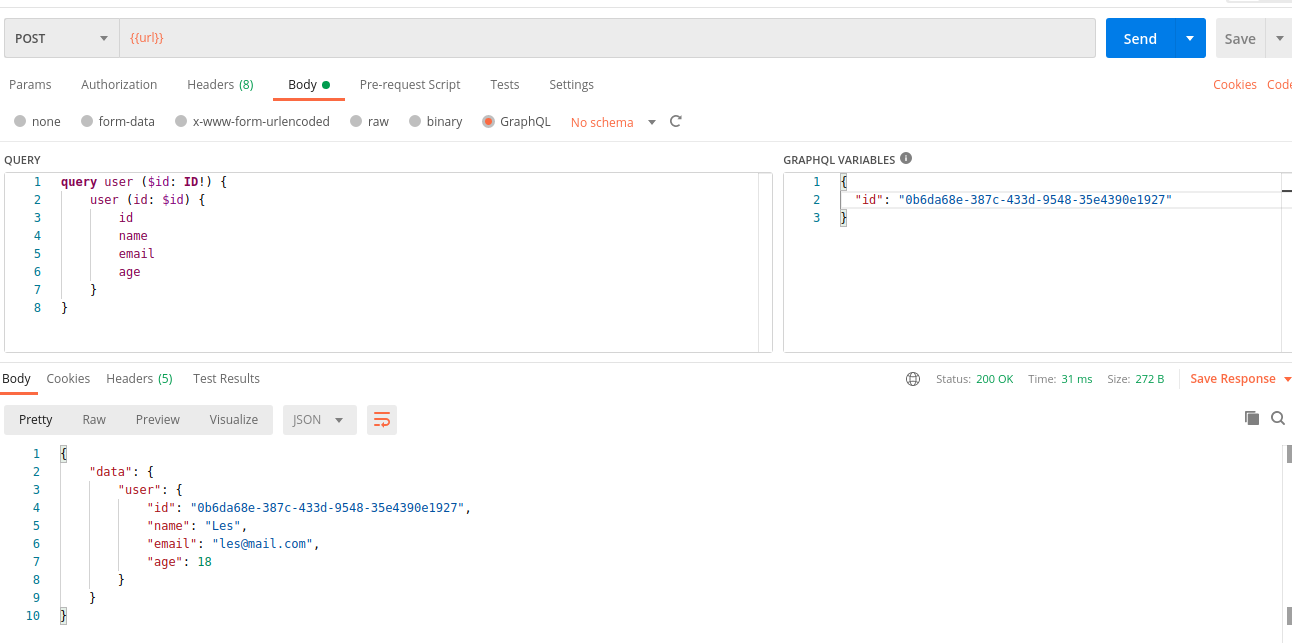 POST {{url}} Send Save
Params Authorization Headers (8) Body Pre-request Script Tests Settings Cookies Code
none form-data x-www-form-urlencoded raw binary GraphQL No schema
QUERY
1 query user ($id: ID!) {
2     user (id: $id) {
3         id
4         name
5         email
6         age
7     }
8 }
GRAPHQL VARIABLES
1 {
2   "id": "0b6da68e-387c-433d-9548-35e4390e1927"
3 }
Body Cookies Headers (5) Test Results Status: 200 OK Time: 31 ms Size: 272 B Save Response
Pretty Raw Preview Visualize JSON
1 {
2     "data": {
3         "user": {
4             "id": "0b6da68e-387c-433d-9548-35e4390e1927",
5             "name": "Les",
6             "email": "les@mail.com",
7             "age": 18
8         }
9     }
10 }